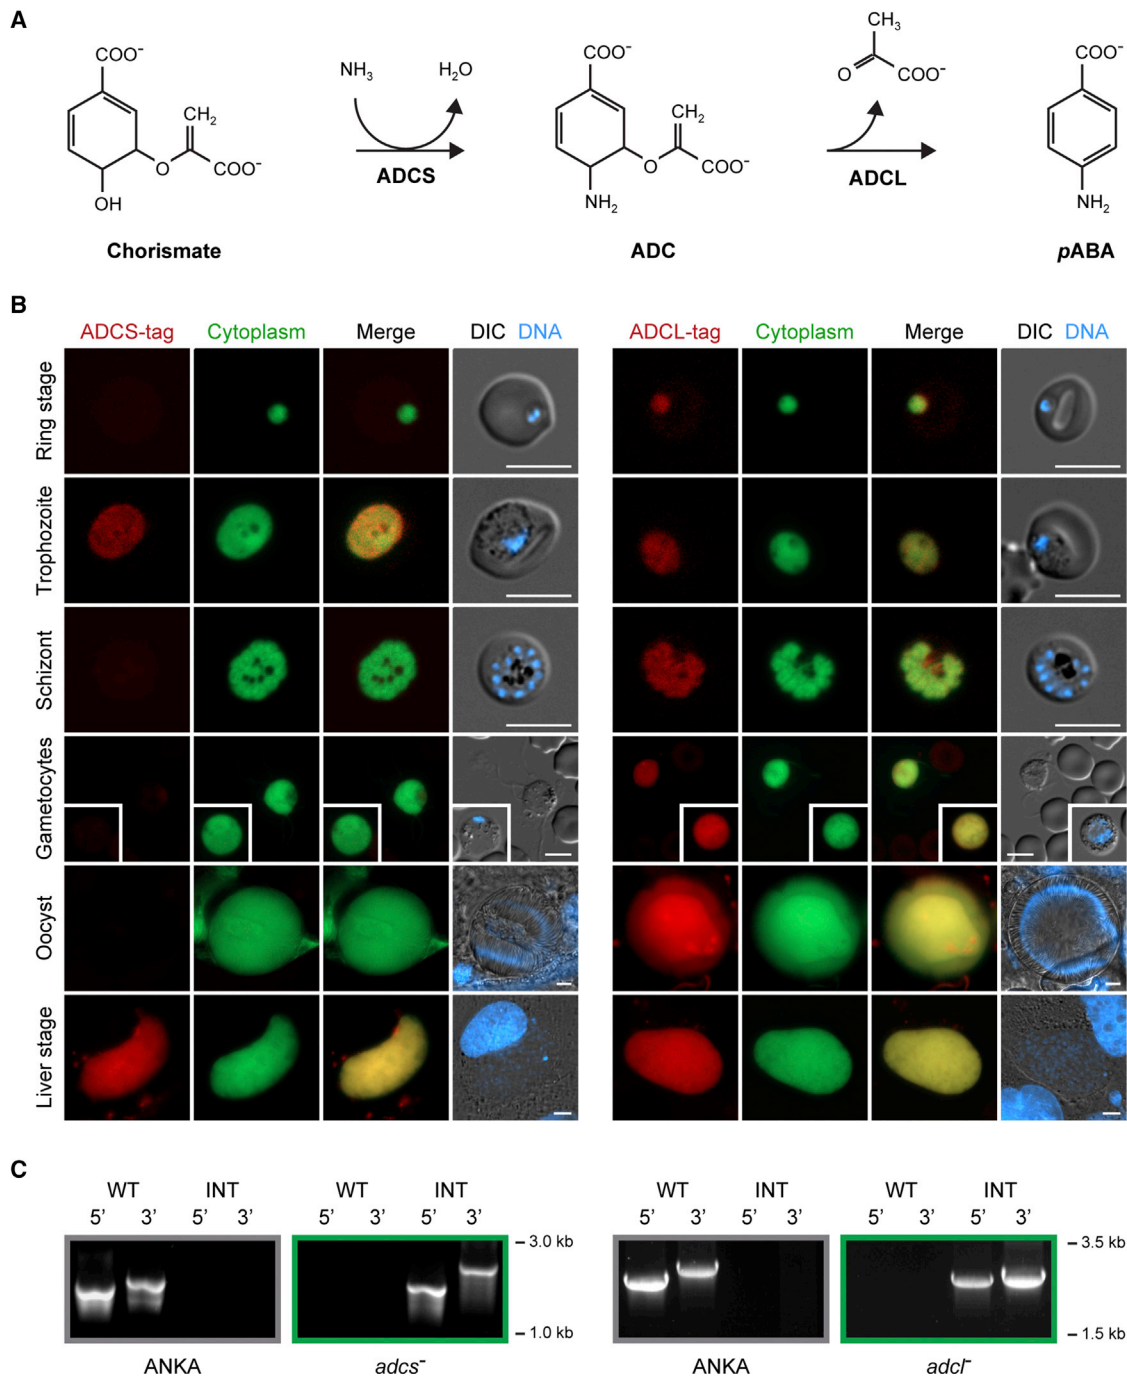 A
COO⁻
CH₂
O
COO⁻
OH
Chorismate
NH₃
H₂O
ADCS
COO⁻
CH₂
O
COO⁻
NH₂
ADC
CH₃
O
COO⁻
ADCL
COO⁻
NH₂
pABA
B
ADCS-tag Cytoplasm Merge DIC DNA ADCL-tag Cytoplasm Merge DIC DNA
Ring stage
Trophozoite
Schizont
Gametocytes
Oocyst
Liver stage
C
WT INT WT INT WT INT WT INT
5’ 3’ 5’ 3’ 5’ 3’ 5’ 3’ 5’ 3’ 5’ 3’ 5’ 3’ 5’ 3’
– 3.0 kb – 3.5 kb
– 1.0 kb – 1.5 kb
ANKA adcs⁻ ANKA adcl⁻